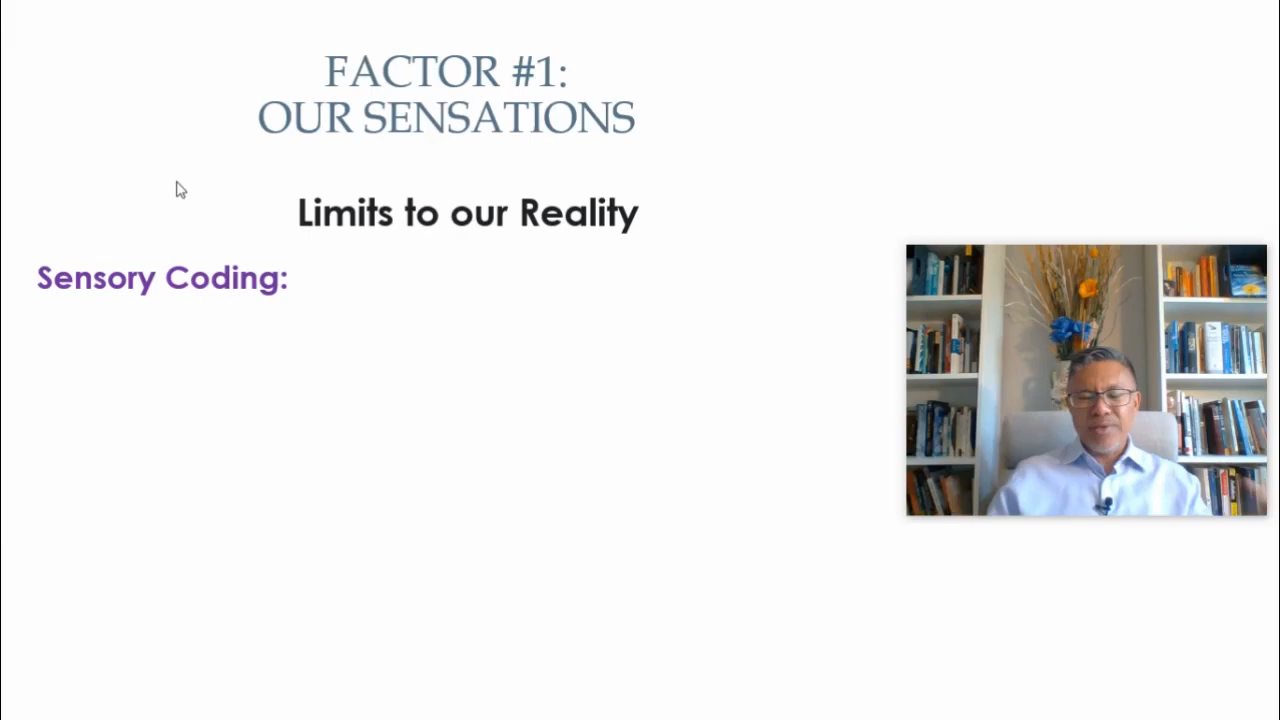 FACTOR #1:
OUR SENSATIONS
Limits to our Reality
Sensory Coding: